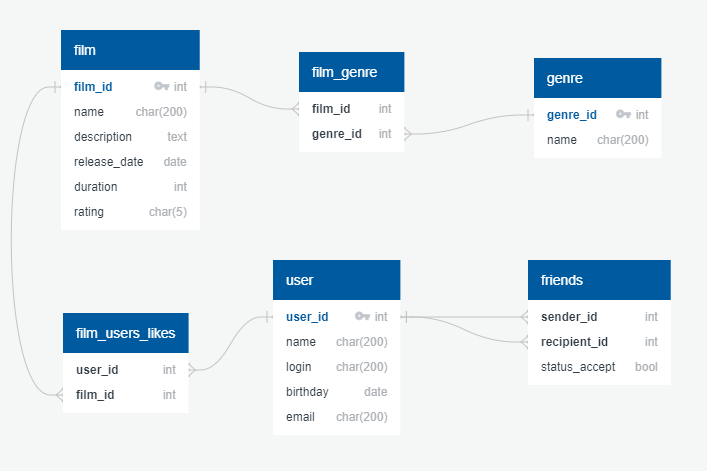 film
film_id int
name char(200)
description text
release_date date
duration int
rating char(5)
film_genre
film_id int
genre_id int
genre
genre_id int
name char(200)
film_users_likes
user_id int
film_id int
user
user_id int
name char(200)
login char(200)
birthday date
email char(200)
friends
sender_id int
recipient_id int
status_accept bool